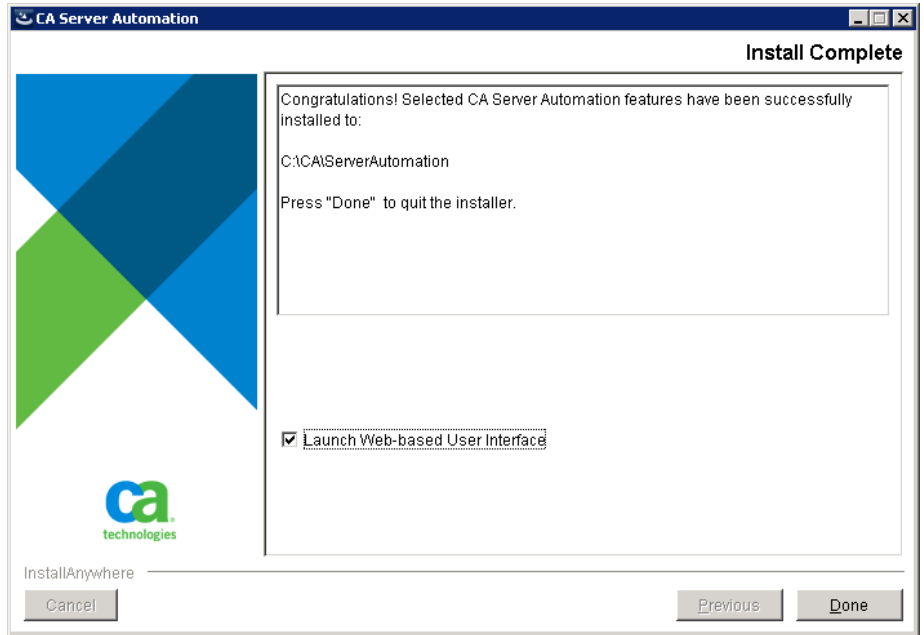 CA Server Automation
Install Complete
Congratulations! Selected CA Server Automation features have been successfully
installed to:
C:\CA\ServerAutomation
Press "Done" to quit the installer.
Launch Web-based User Interface
ca
technologies
InstallAnywhere
Cancel
Previous
Done